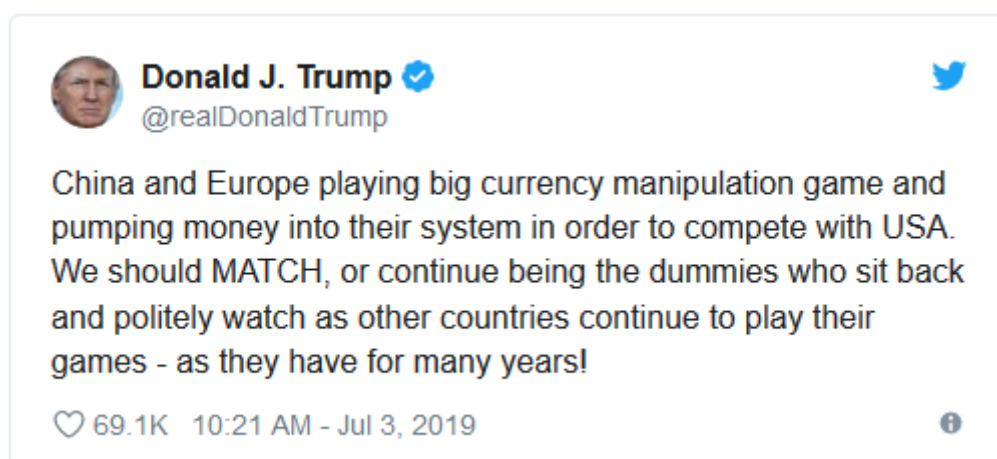 Donald J. Trump
@realDonaldTrump
China and Europe playing big currency manipulation game and
pumping money into their system in order to compete with USA.
We should MATCH, or continue being the dummies who sit back
and politely watch as other countries continue to play their
games - as they have for many years!
69.1K 10:21 AM - Jul 3, 2019